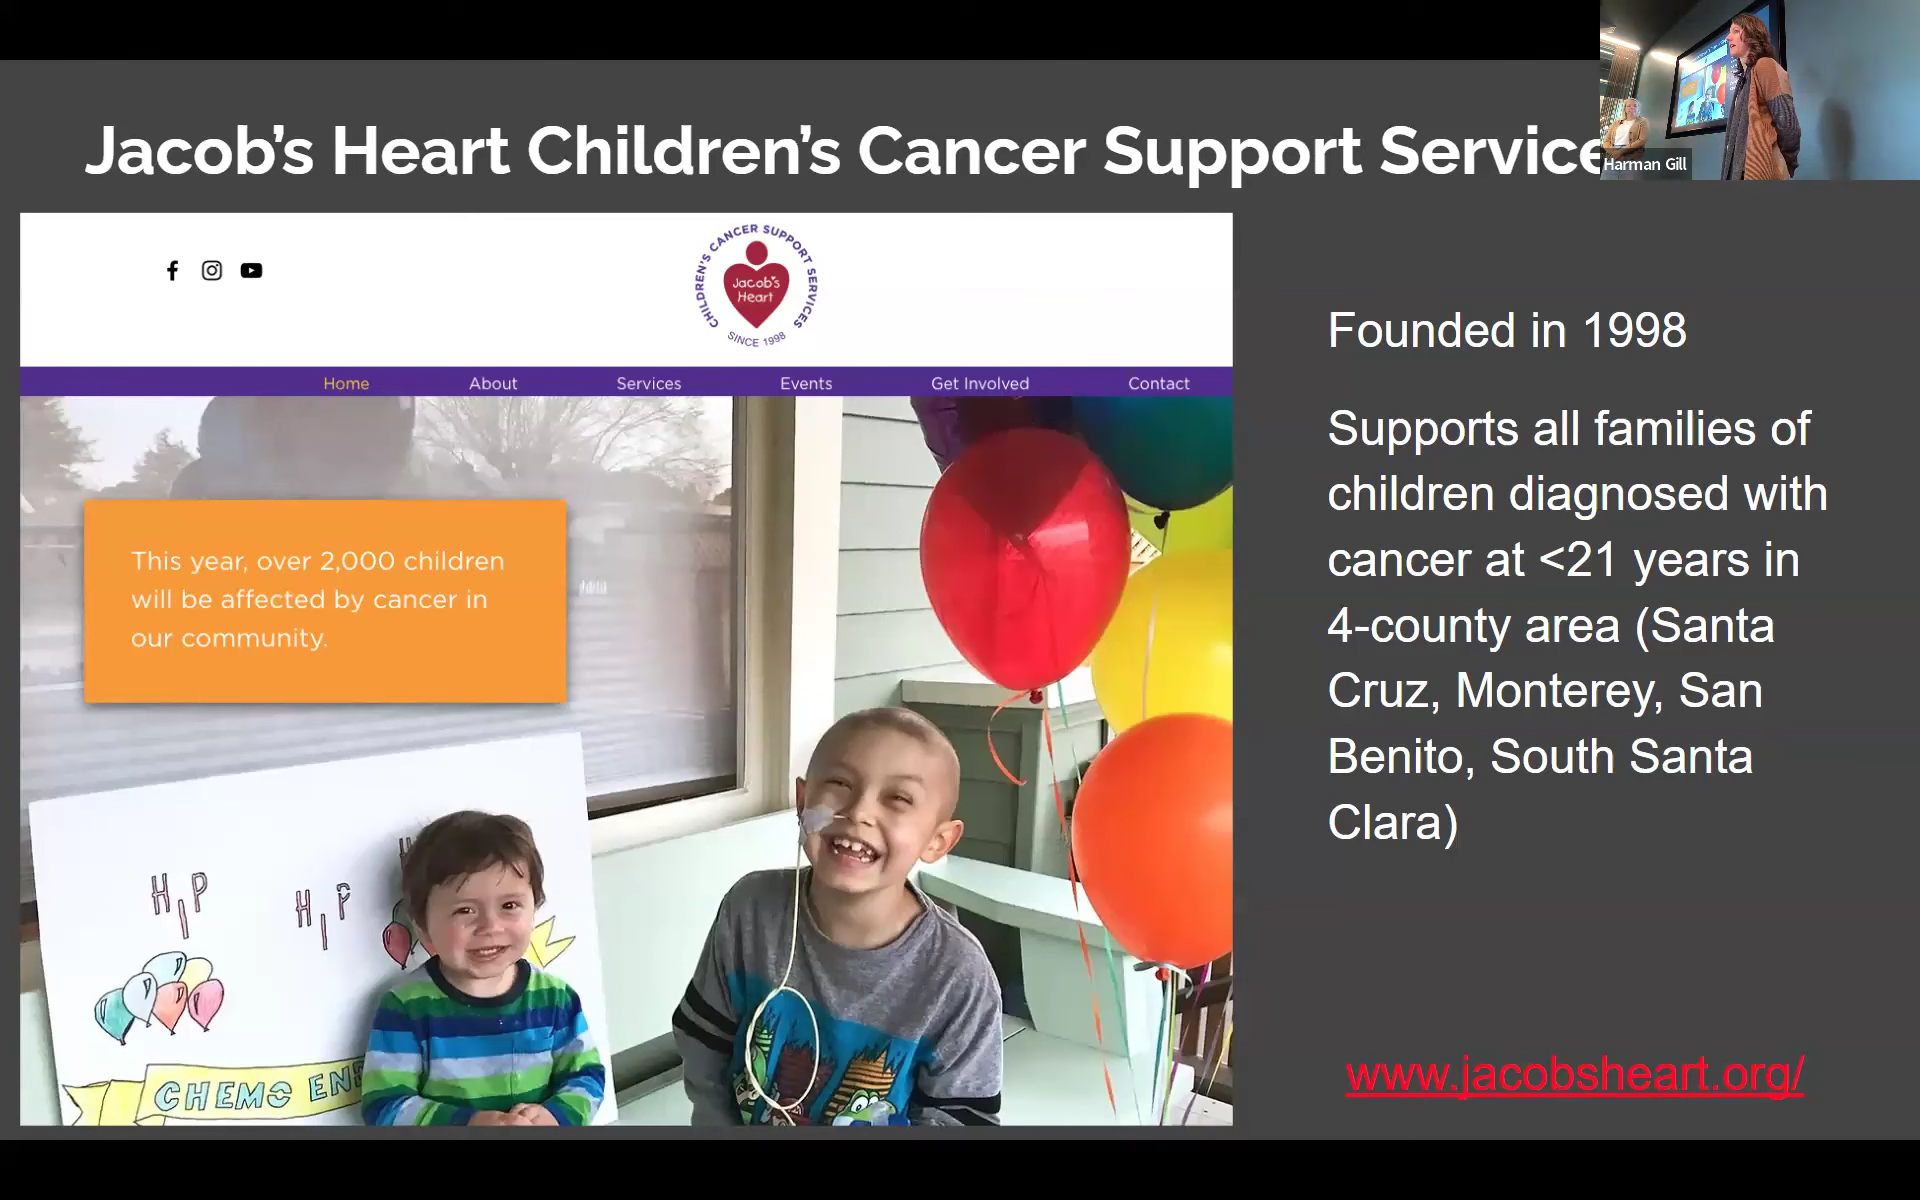 Jacob's Heart Children's Cancer Support Service
Harman Gill
CHILDREN'S CANCER SUPPORT SERVICES
Jacob's
Heart
SINCE 1998
Home About Services Events Get Involved Contact
This year, over 2,000 children
will be affected by cancer in
our community.
HIP HIP H
CHEMO EN
Founded in 1998
Supports all families of
children diagnosed with
cancer at <21 years in
4-county area (Santa
Cruz, Monterey, San
Benito, South Santa
Clara)
www.jacobsheart.org/